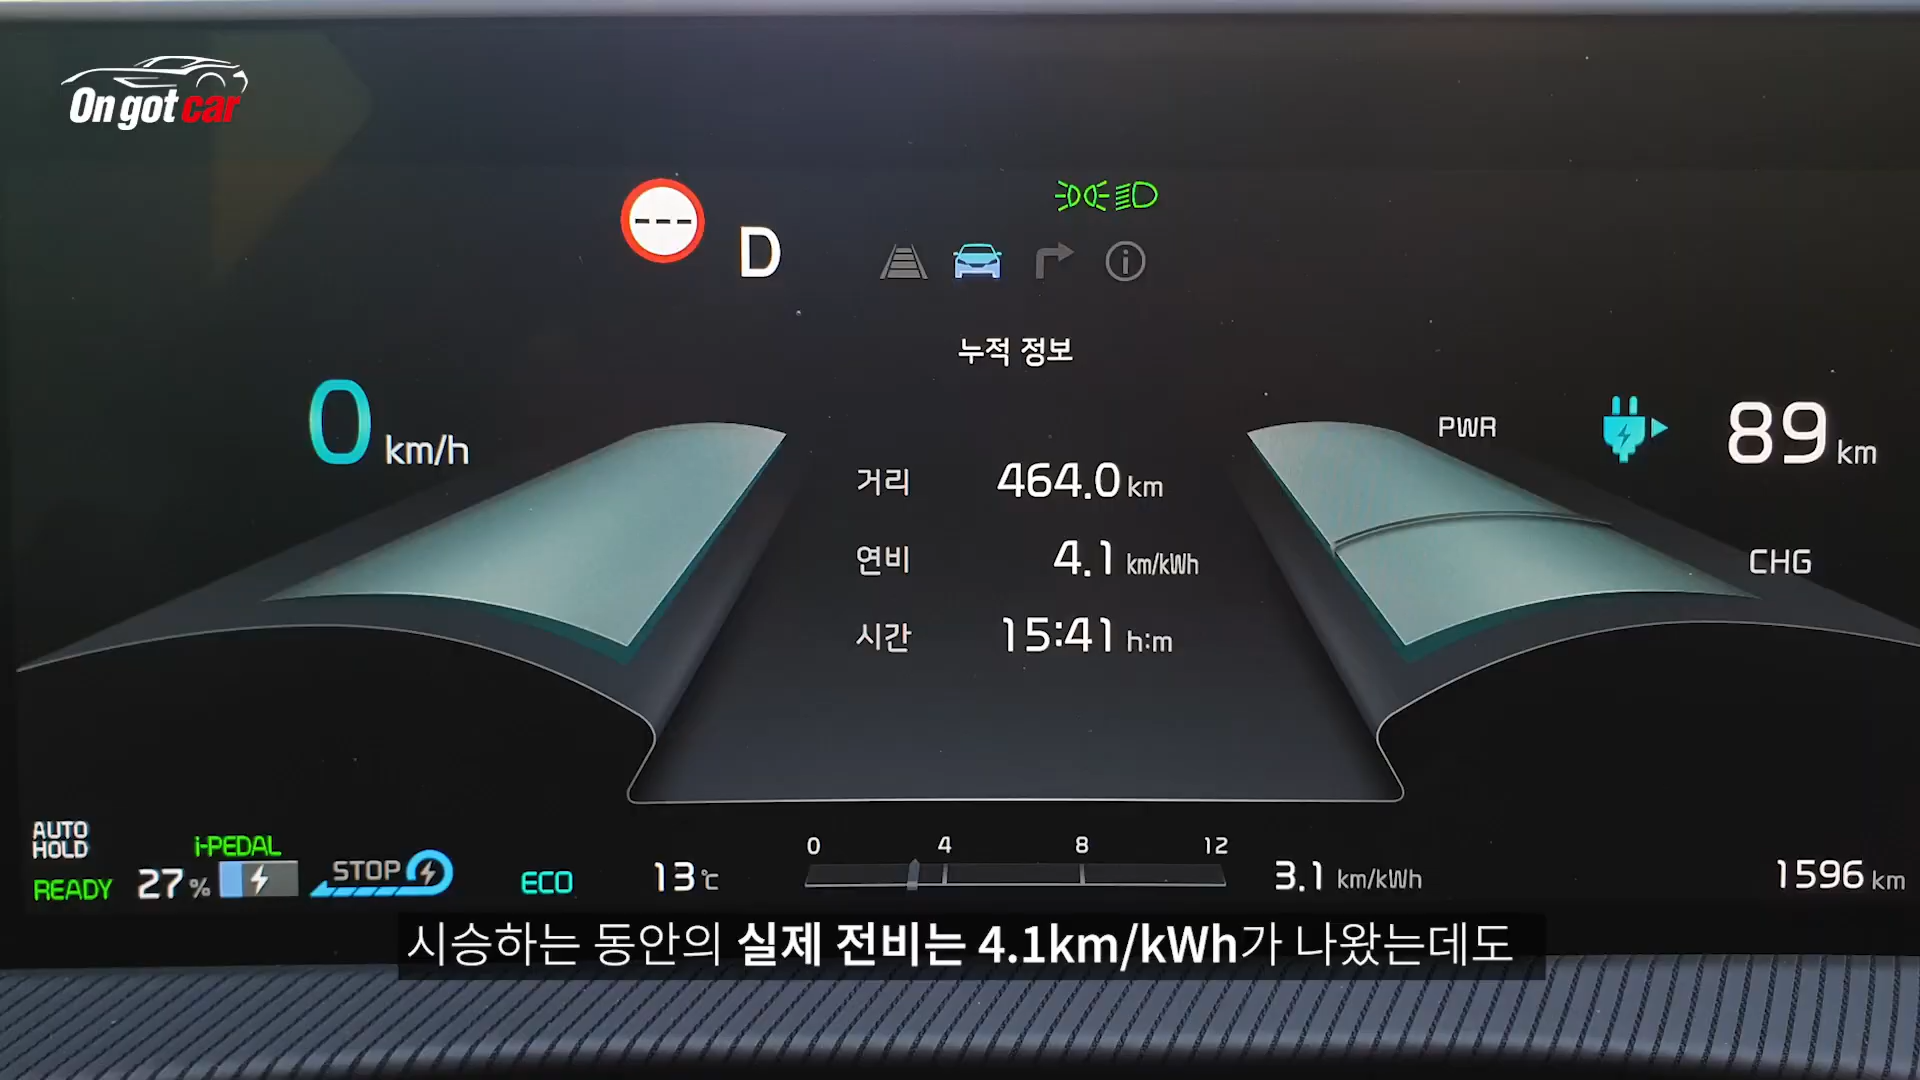 On got car
D
누적 정보
0 km/h
PWR
89 km
거리 464.0 km
연비 4.1 km/kWh
CHG
시간 15:41 h:m
AUTO HOLD
i-PEDAL
0 4 8 12
READY
27 %
STOP
ECO
13 ℃
3.1 km/kWh
1596 km
시승하는 동안의 실제 전비는 4.1km/kWh가 나왔는데도